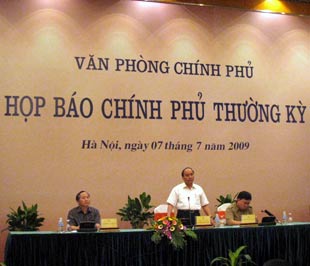 VĂN PHÒNG CHÍNH PHỦ
HỌP BÁO CHÍNH PHỦ THƯỜNG KỲ
Hà Nội, ngày 07 tháng 7 năm 2009